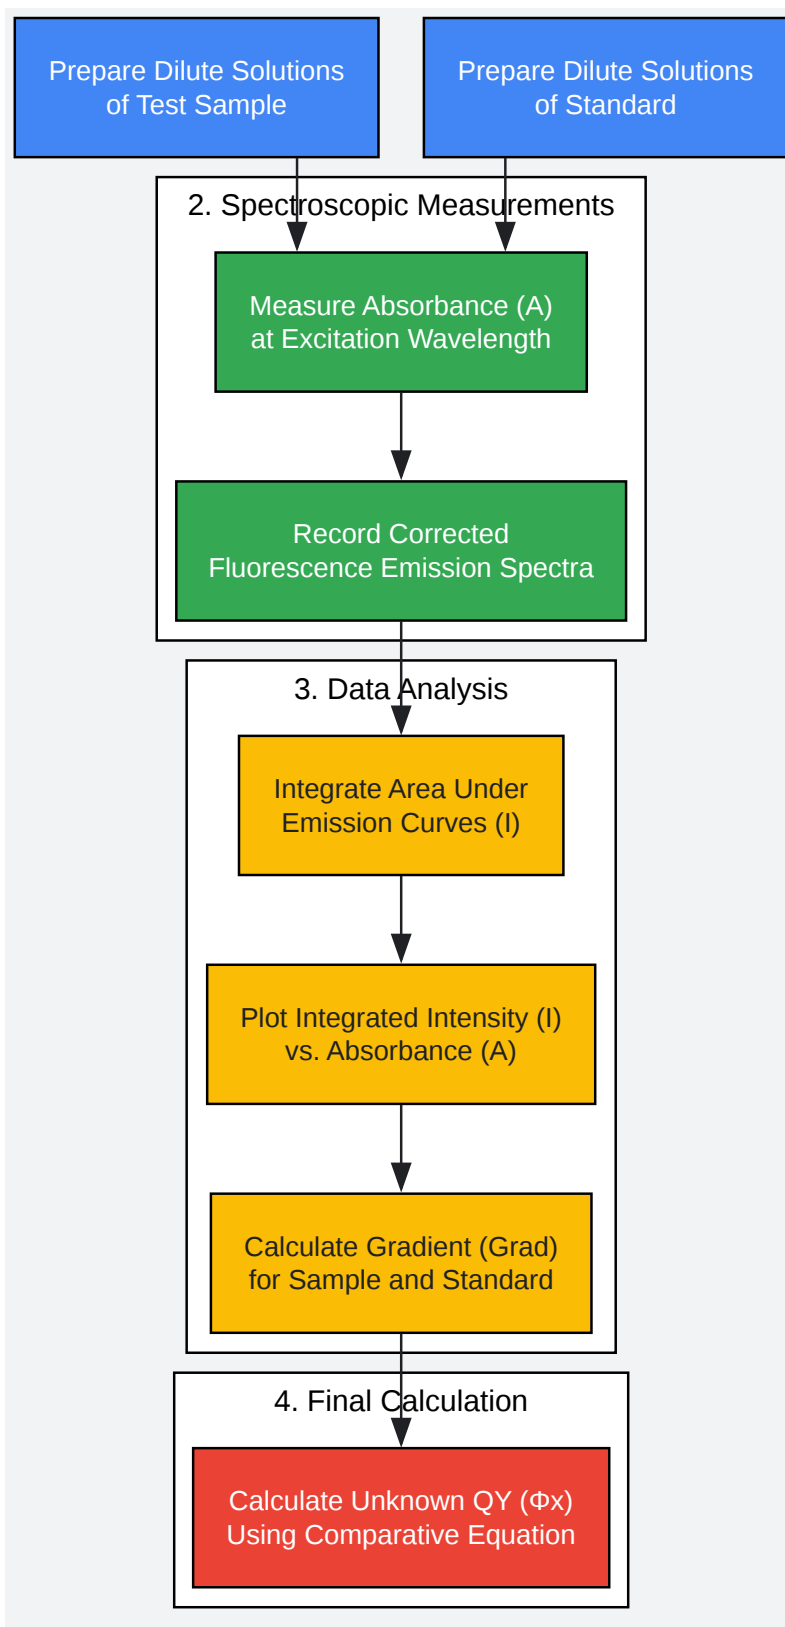 Prepare Dilute Solutions
of Test Sample
Prepare Dilute Solutions
of Standard
2. Spectroscopic Measurements
Measure Absorbance (A)
at Excitation Wavelength
Record Corrected
Fluorescence Emission Spectra
3. Data Analysis
Integrate Area Under
Emission Curves (I)
Plot Integrated Intensity (I)
vs. Absorbance (A)
Calculate Gradient (Grad)
for Sample and Standard
4. Final Calculation
Calculate Unknown QY (Φx)
Using Comparative Equation